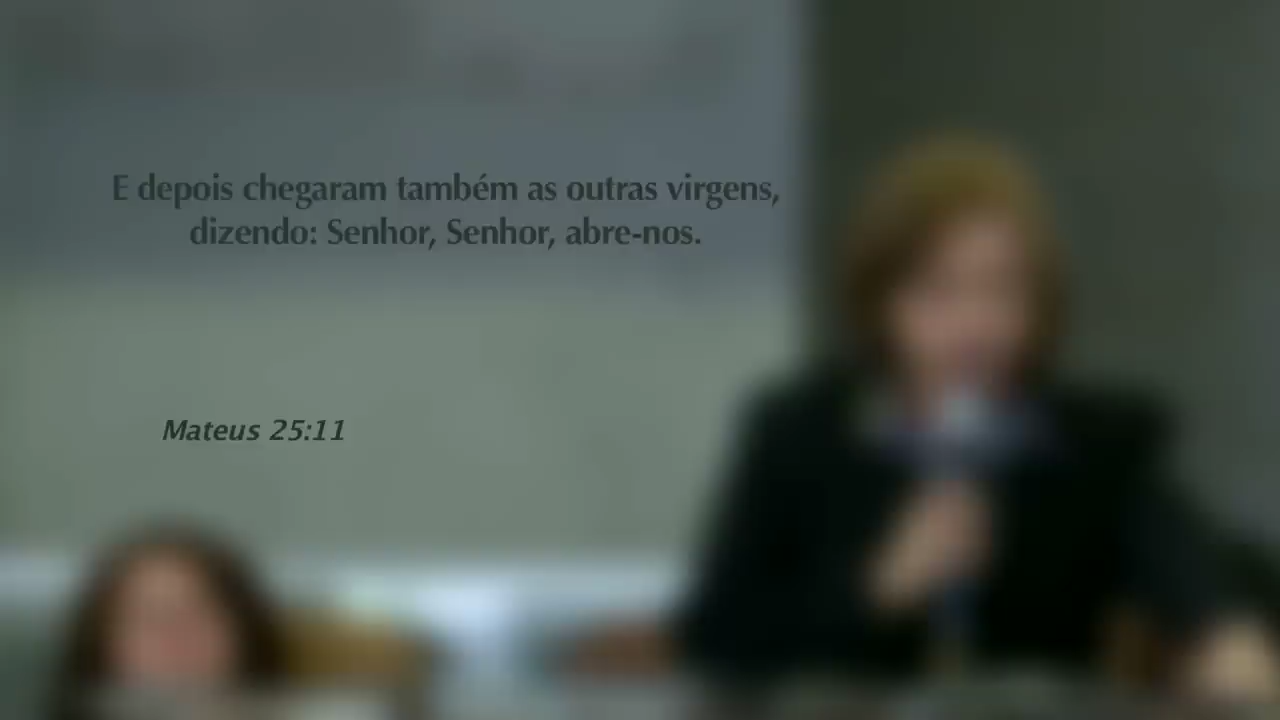 E depois chegaram também as outras virgens,
dizendo: Senhor, Senhor, abre-nos.
Mateus 25:11